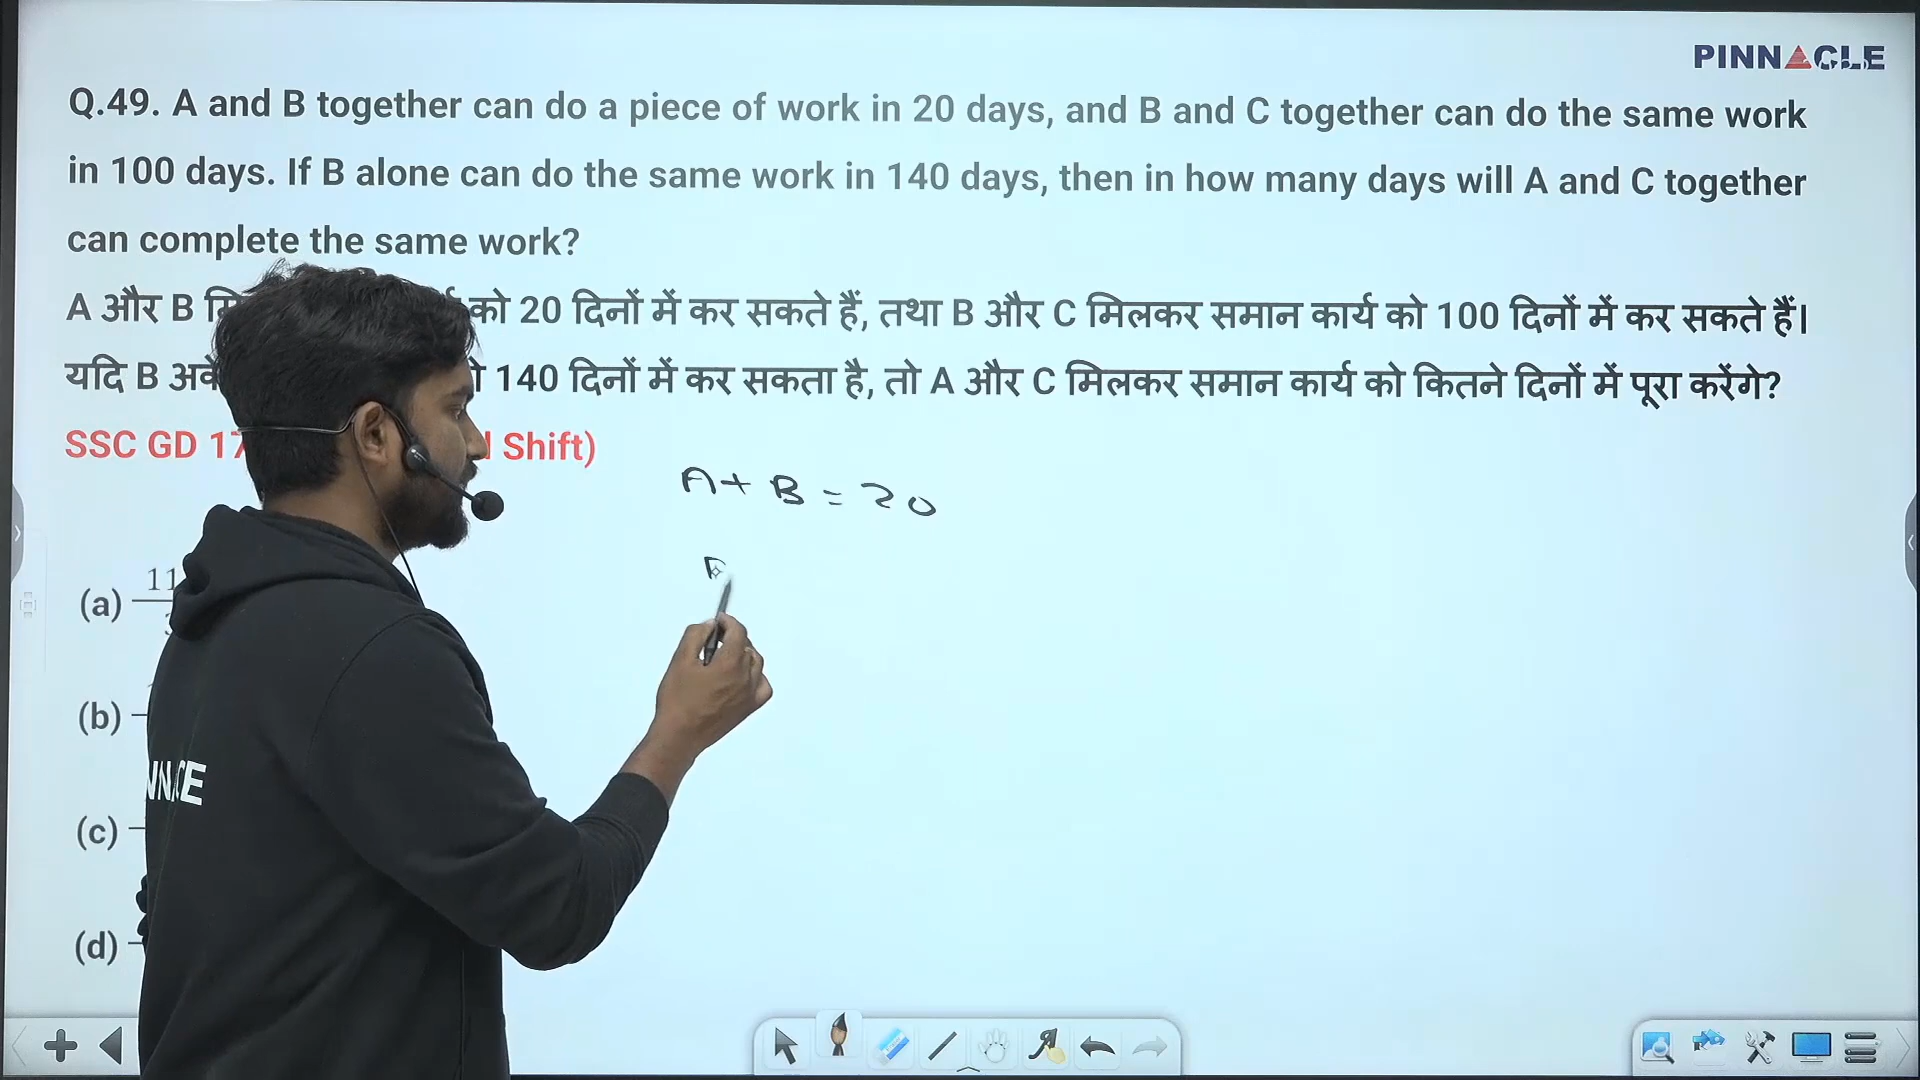 PINNACLE
Q.49. A and B together can do a piece of work in 20 days, and B and C together can do the same work
in 100 days. If B alone can do the same work in 140 days, then in how many days will A and C together
can complete the same work?
A और B को 20 दिनों में कर सकते हैं, तथा B और C मिलकर समान कार्य को 100 दिनों में कर सकते हैं।
यदि B 140 दिनों में कर सकता है, तो A और C मिलकर समान कार्य को कितने दिनों में पूरा करेंगे?
SSC GD Shift)
A+ B = 20
(a) 11
(b)
(c)
(d)